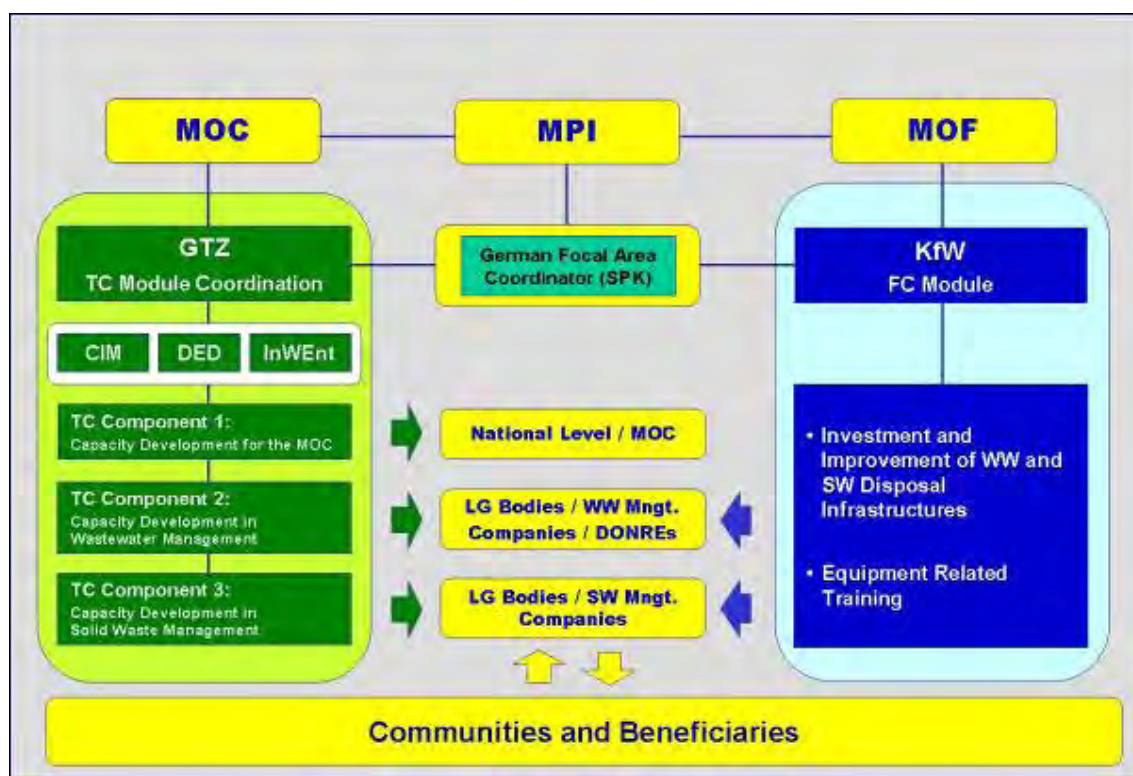 MOC
MPI
MOF
GTZ
TC Module Coordination
German Focal Area
Coordinator (SPK)
KfW
FC Module
CIM
DED
InWEnt
TC Component 1:
Capacity Development for the MOC
National Level / MOC
TC Component 2:
Capacity Development in
Wastewater Management
LG Bodies / WW Mngt.
Companies / DONREs
TC Component 3:
Capacity Development in
Solid Waste Management
LG Bodies / SW Mngt.
Companies
• Investment and
Improvement of WW and
SW Disposal
Infrastructures
• Equipment Related
Training
Communities and Beneficiaries